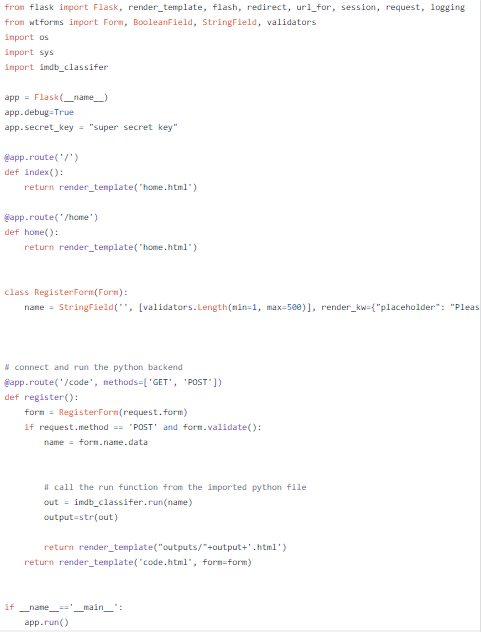 from flask import Flask, render_template, flash, redirect, url_for, session, request, logging
from wtforms import Form, BooleanField, StringField, validators
import os
import sys
import imdb_classifer

app = Flask(__name__)
app.debug=True
app.secret_key = "super secret key"

@app.route('/')
def index():
    return render_template('home.html')

@app.route('/home')
def home():
    return render_template('home.html')


class RegisterForm(Form):
    name = StringField('', [validators.Length(min=1, max=500)], render_kw={"placeholder": "Pleas



# connect and run the python backend
@app.route('/code', methods=['GET', 'POST'])
def register():
    form = RegisterForm(request.form)
    if request.method == 'POST' and form.validate():
        name = form.name.data


        # call the run function from the imported python file
        out = imdb_classifer.run(name)
        output=str(out)

        return render_template("outputs/"+output+'.html')
    return render_template('code.html', form=form)


if __name__=='__main__':
    app.run()